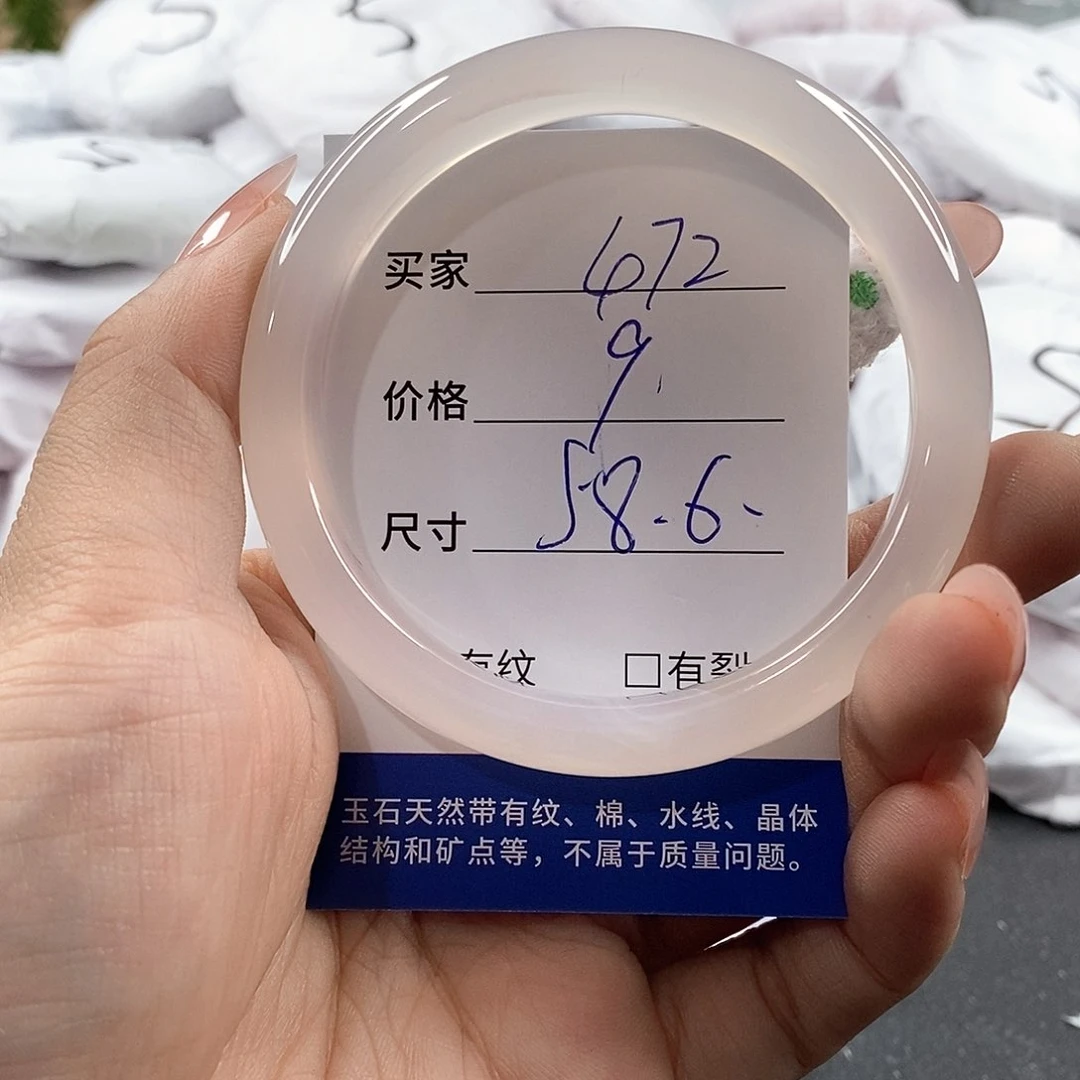 买家 672
价格 9.
尺寸 58.6.
有纹 □有裂
玉石天然带有纹、棉、水线、晶体
结构和矿点等，不属于质量问题。